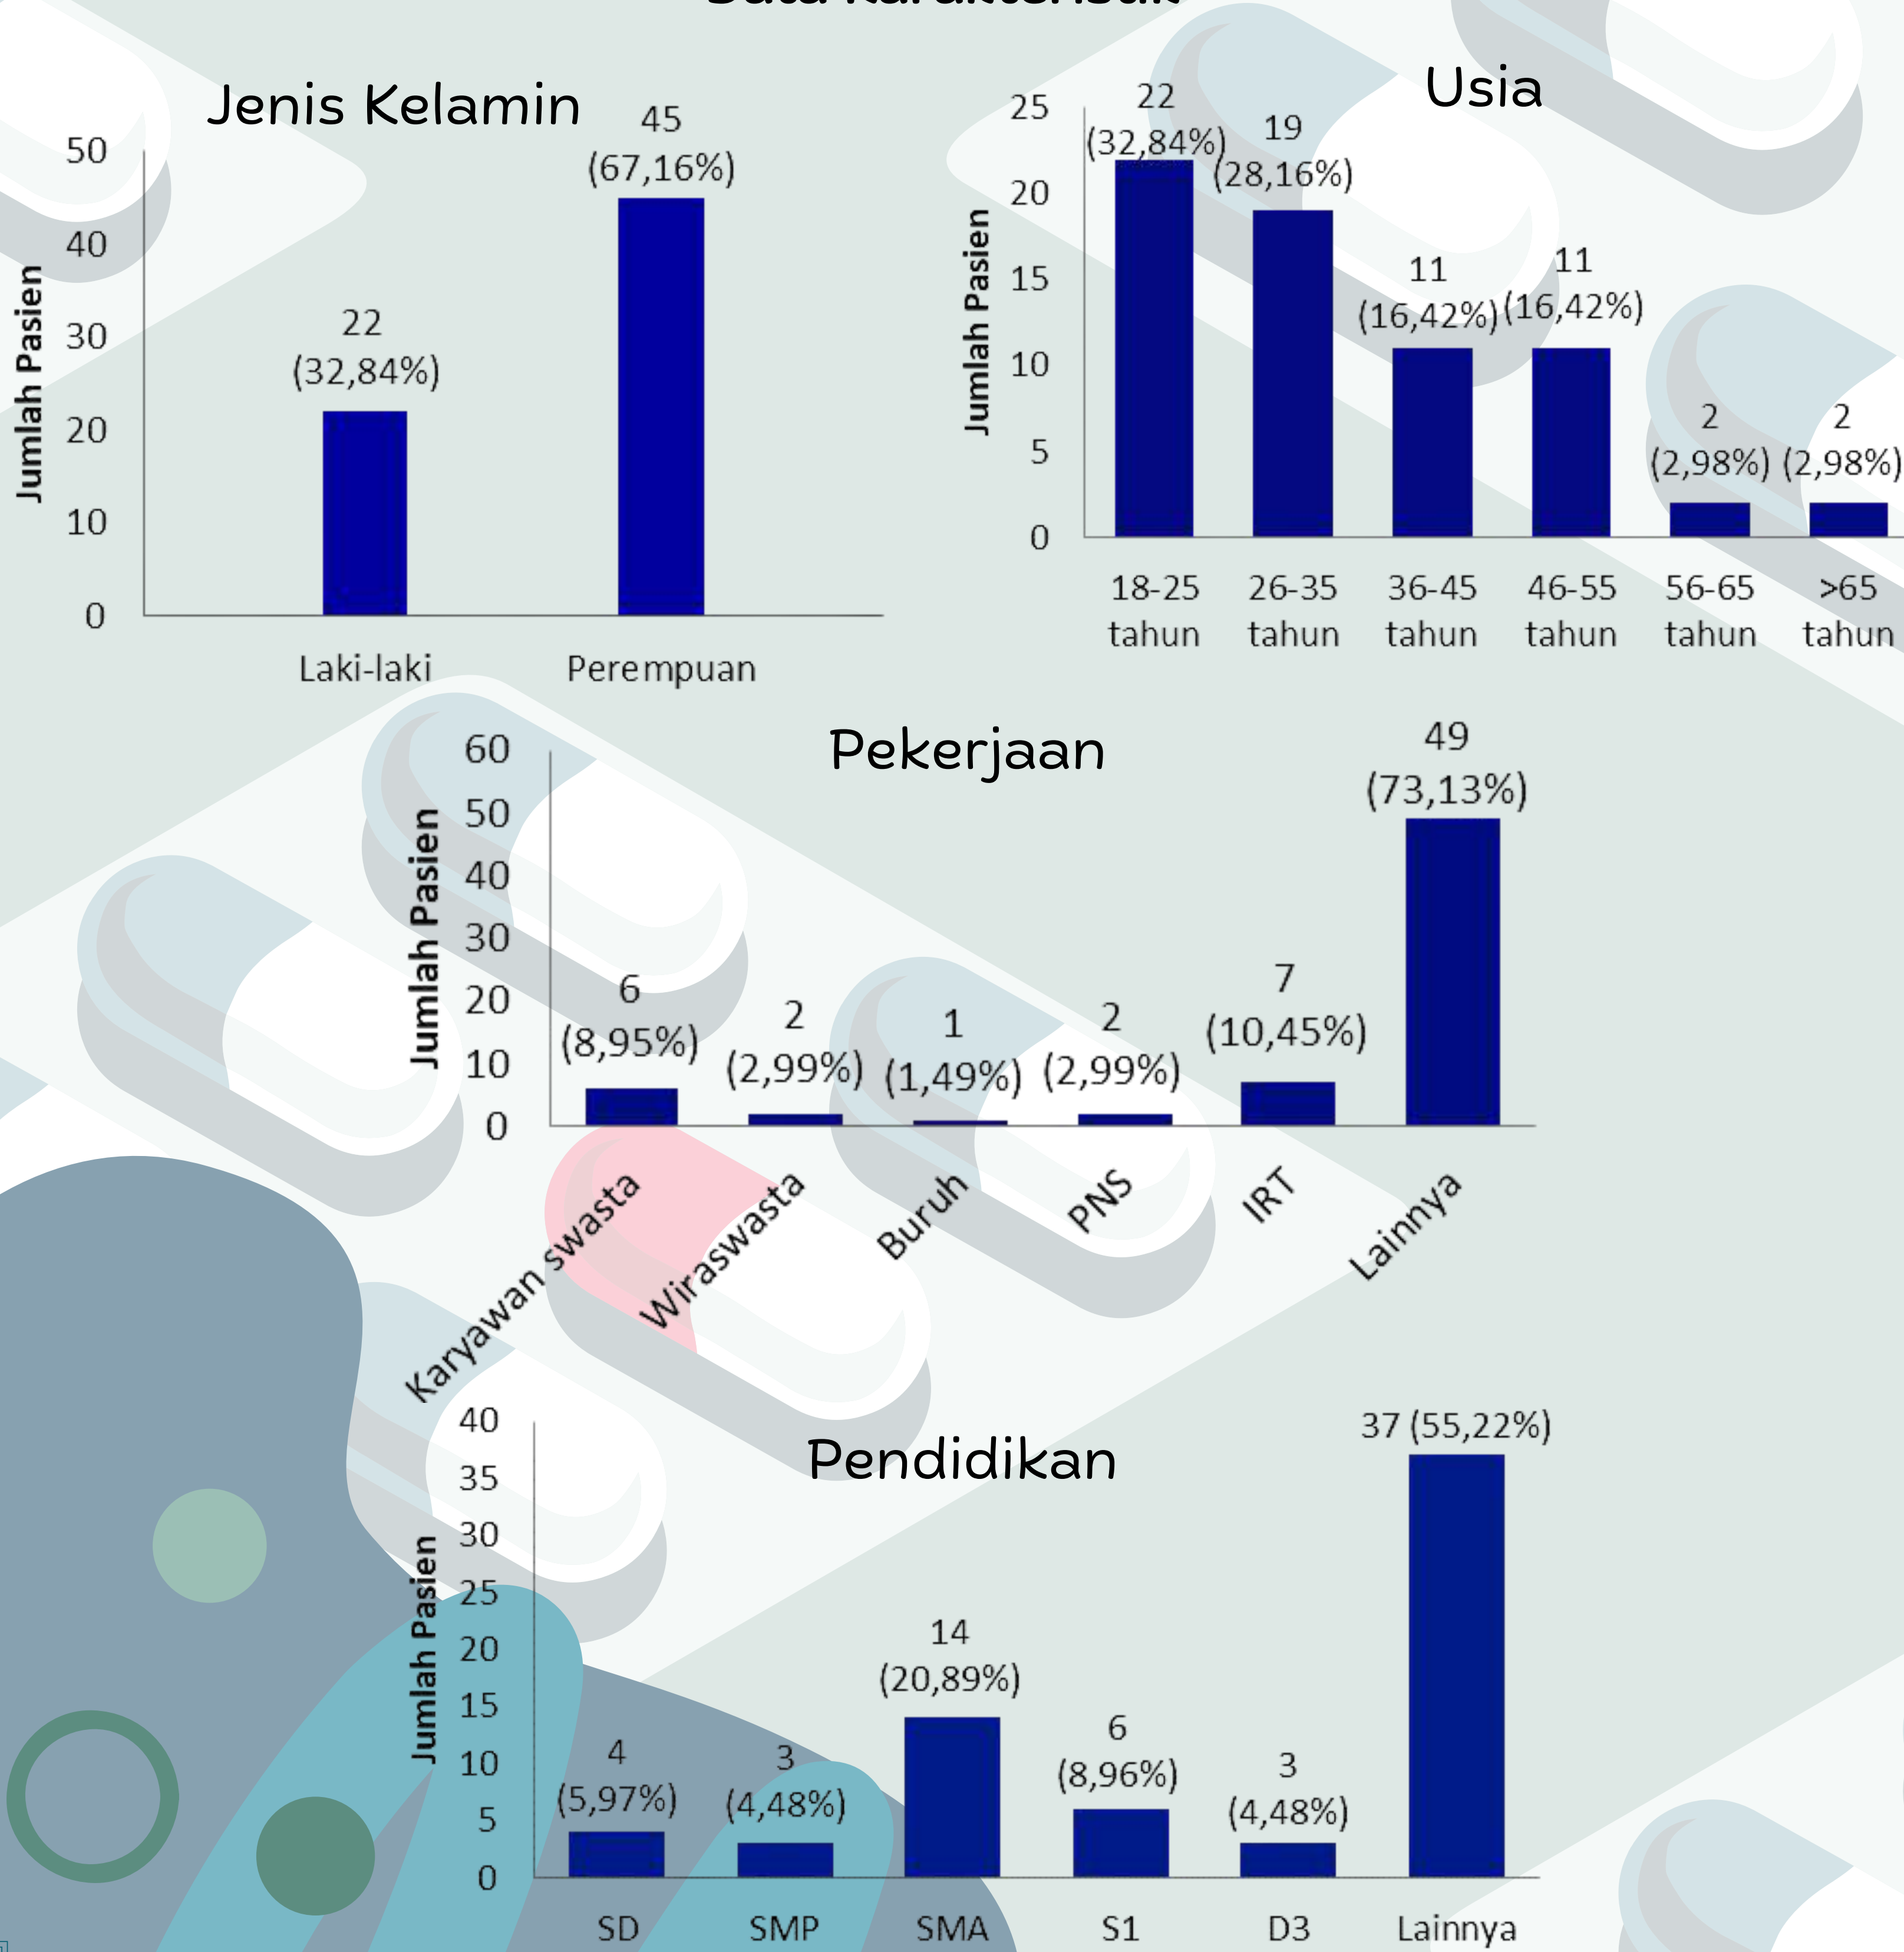 Data Karakteristik
Jenis Kelamin
Jumlah Pasien
50
40
30
20
10
0
22
(32,84%)
45
(67,16%)
Laki-laki
Perempuan
Usia
Jumlah Pasien
25
20
15
10
5
0
22
(32,84%)
19
(28,16%)
11
(16,42%)
11
(16,42%)
2
(2,98%)
2
(2,98%)
18-25
tahun
26-35
tahun
36-45
tahun
46-55
tahun
56-65
tahun
>65
tahun
Pekerjaan
Jumlah Pasien
60
50
40
30
20
10
0
6
(8,95%)
2
(2,99%)
1
(1,49%)
2
(2,99%)
7
(10,45%)
49
(73,13%)
Karyawan swasta
Wiraswasta
Buruh
PNS
IRT
Lainnya
Pendidikan
Jumlah Pasien
40
35
30
25
20
15
10
5
0
4
(5,97%)
3
(4,48%)
14
(20,89%)
6
(8,96%)
3
(4,48%)
37 (55,22%)
SD
SMP
SMA
S1
D3
Lainnya